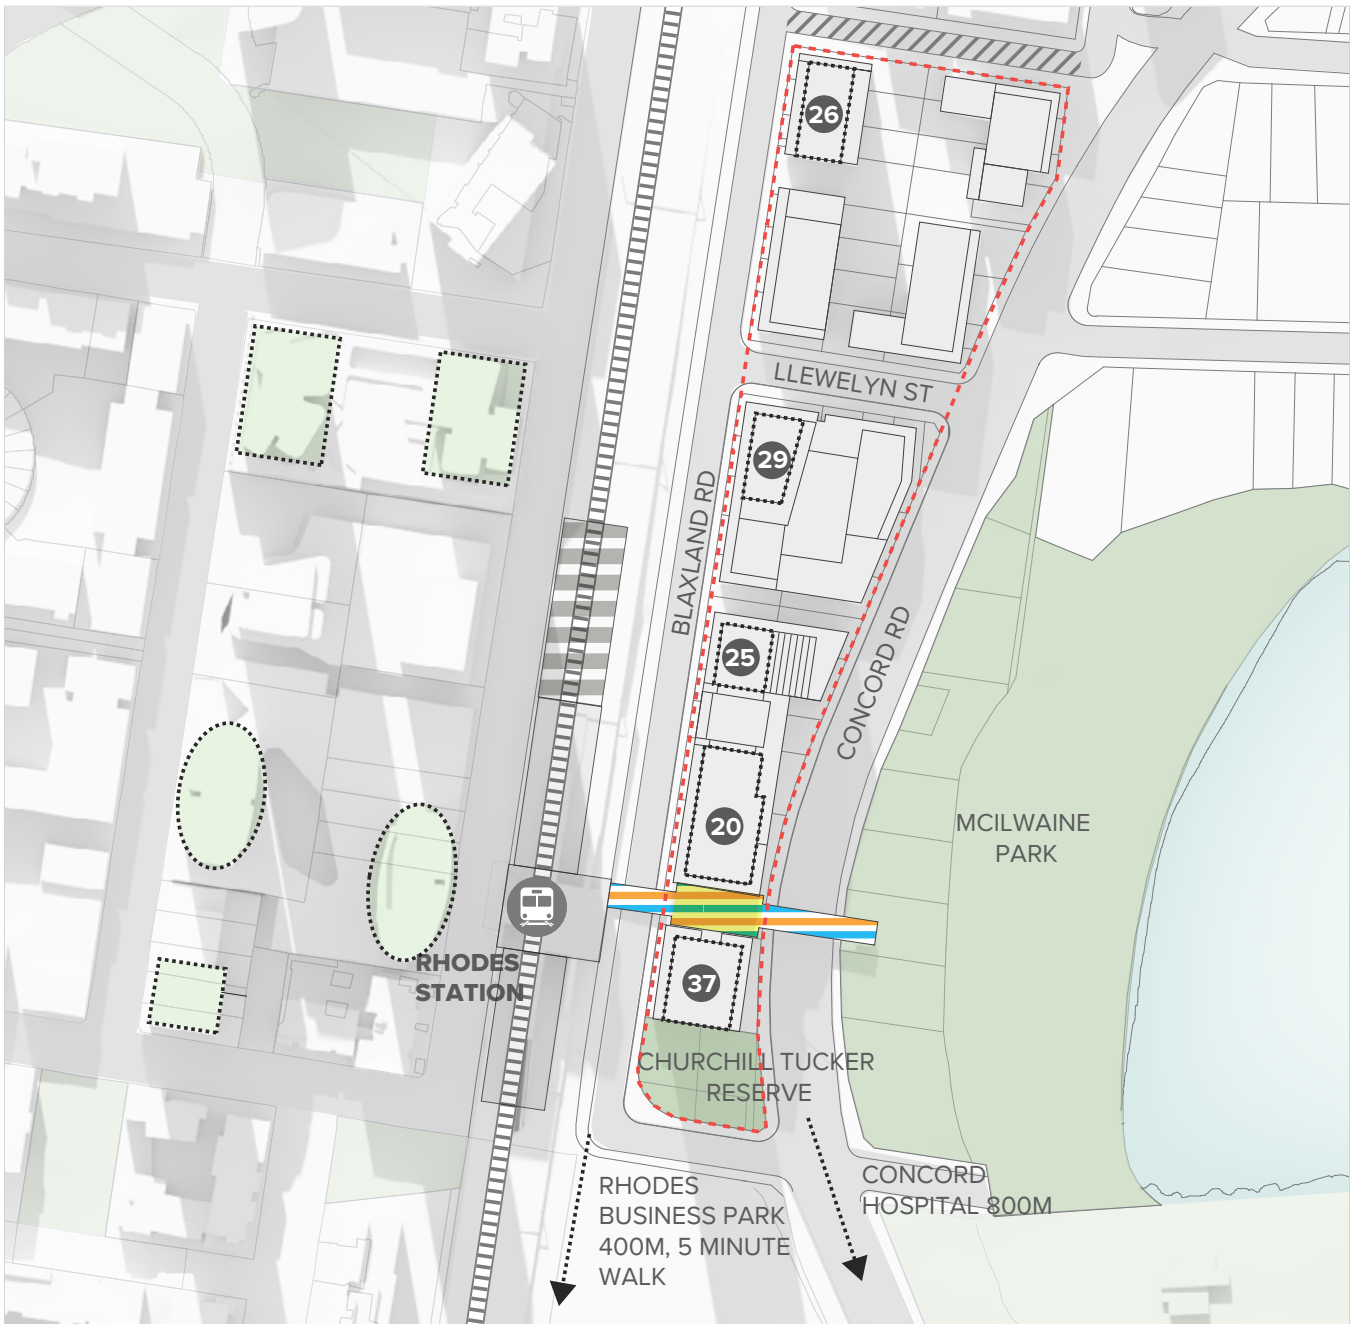 26
LLEWELYN ST
29
BLAXLAND RD
25
CONCORD RD
20
MCILWAINE
PARK
RHODES
STATION
37
CHURCHILL TUCKER
RESERVE
RHODES
BUSINESS PARK
400M, 5 MINUTE
WALK
CONCORD
HOSPITAL 800M